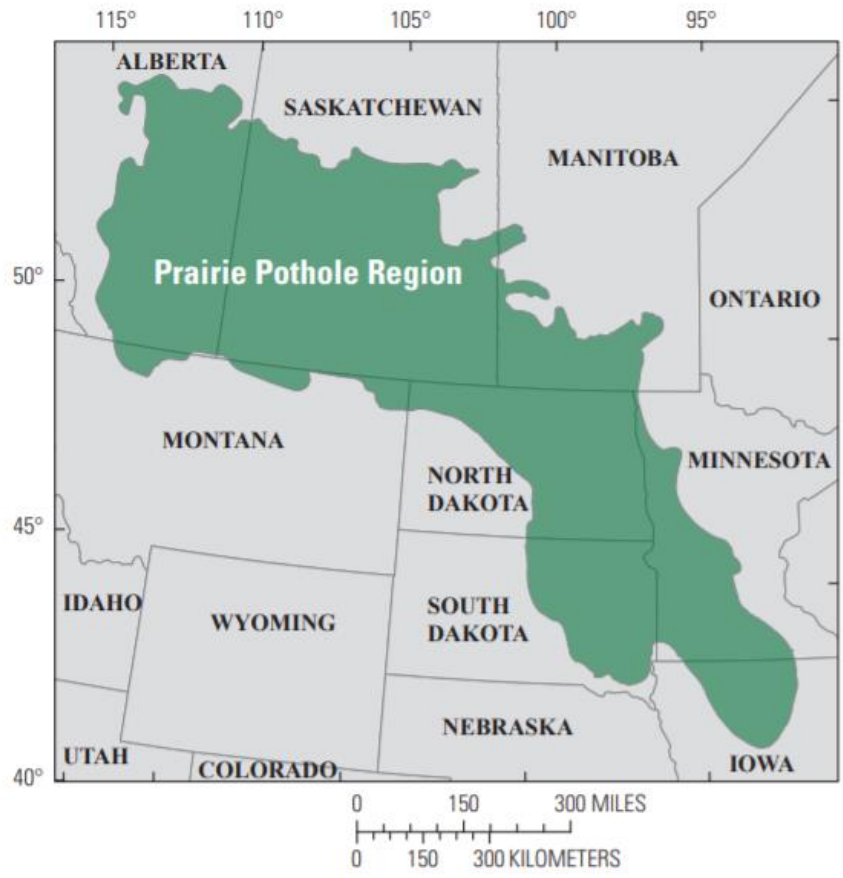 115° 110° 105° 100° 95°
ALBERTA
SASKATCHEWAN
MANITOBA
Prairie Pothole Region
50°
ONTARIO
MONTANA
NORTH
DAKOTA
MINNESOTA
45°
IDAHO
WYOMING
SOUTH
DAKOTA
NEBRASKA
UTAH
COLORADO
IOWA
40°
0 150 300 MILES
0 150 300 KILOMETERS